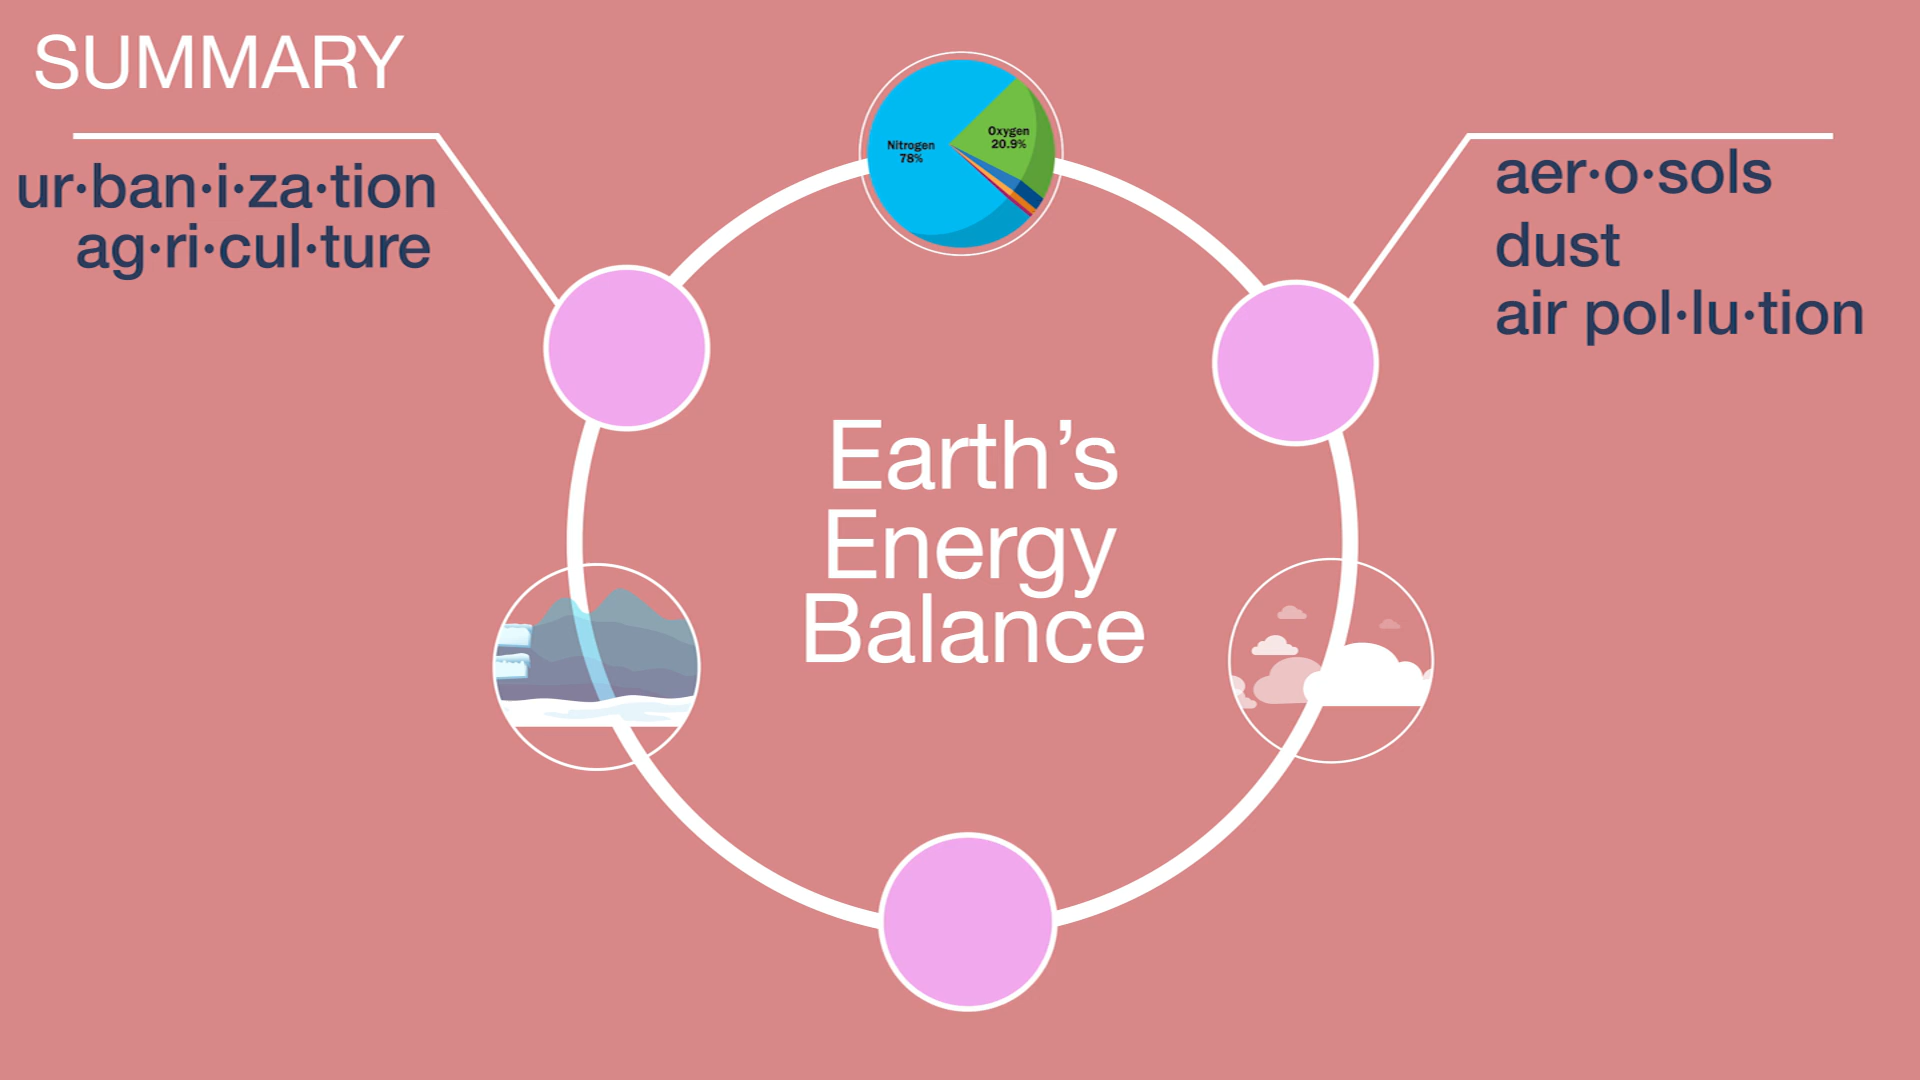 SUMMARY
ur·ban·i·za·tion
ag·ri·cul·ture
Nitrogen
78%
Oxygen
20.9%
aer·o·sols
dust
air pol·lu·tion
Earth’s
Energy
Balance